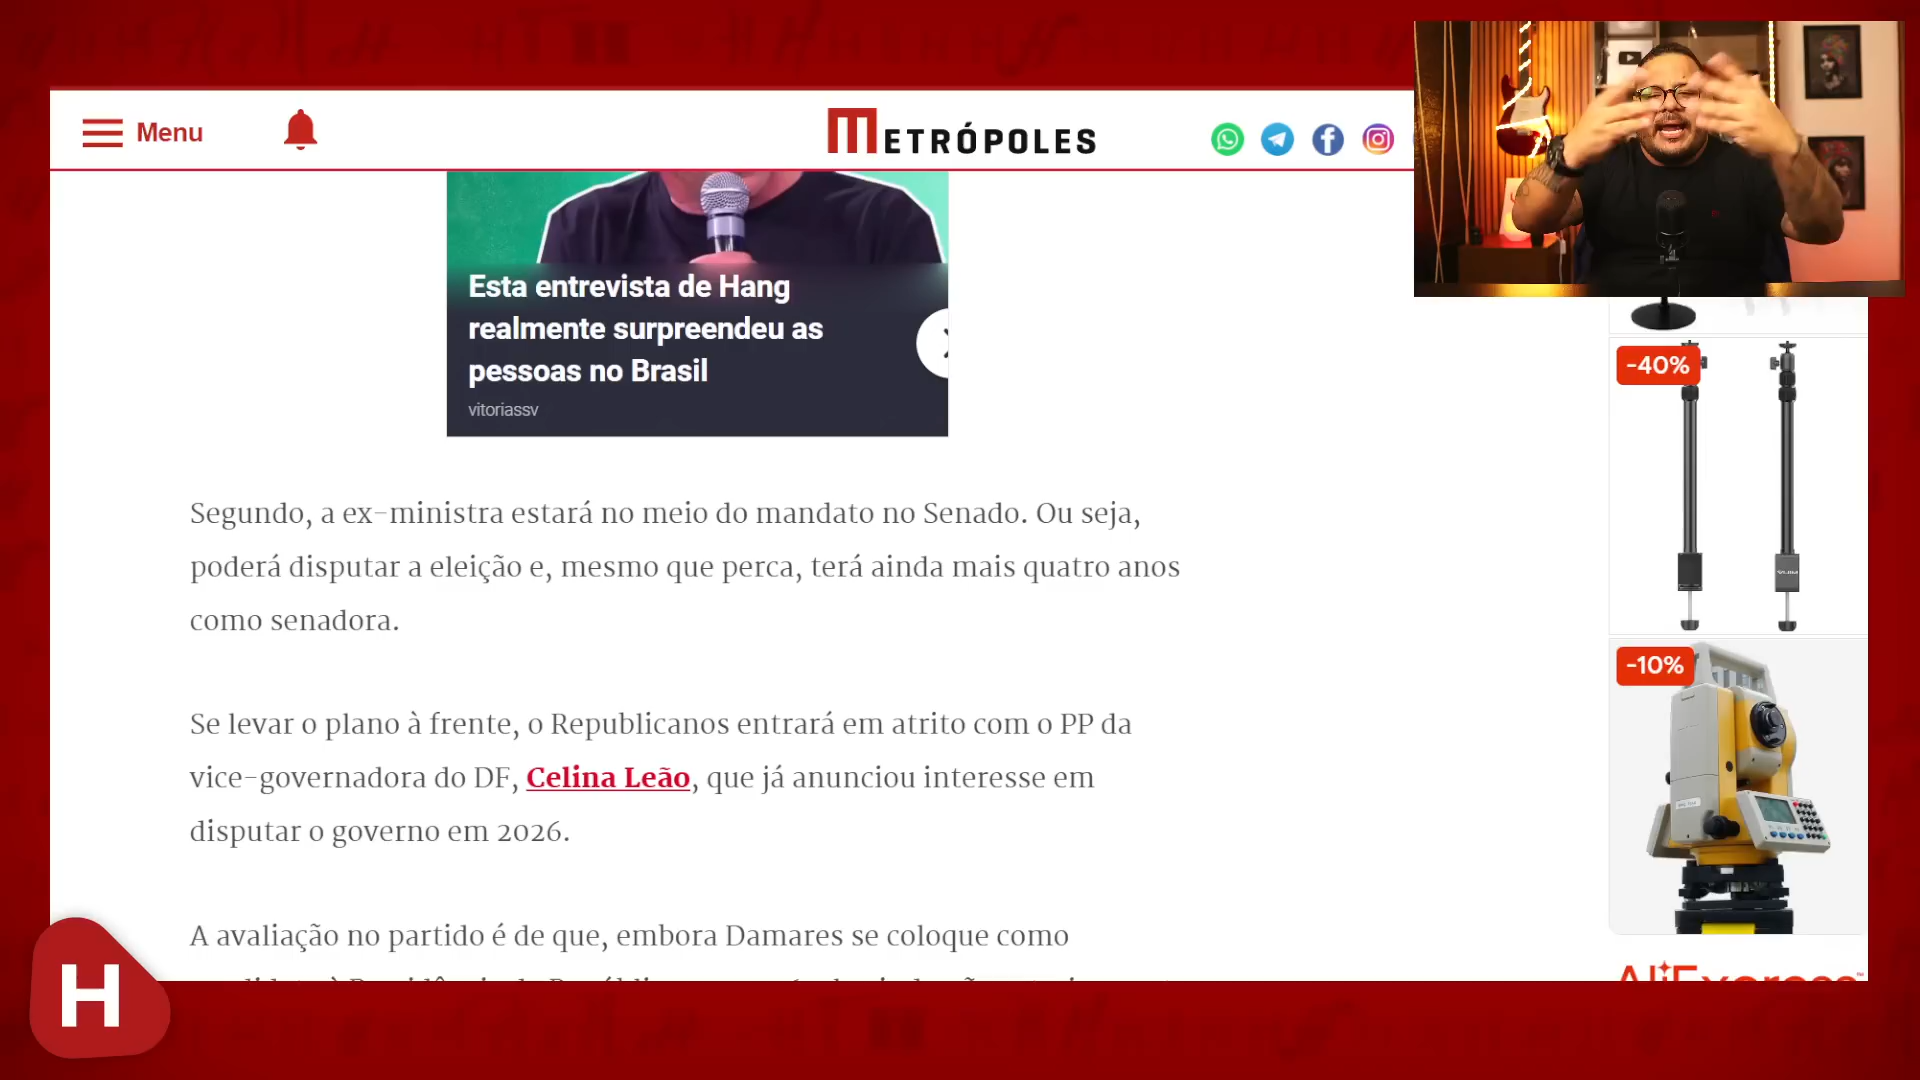 Menu
METRÓPOLES
Esta entrevista de Hang
realmente surpreendeu as
pessoas no Brasil
vitoriassv
-40%
-10%
Segundo, a ex-ministra estará no meio do mandato no Senado. Ou seja,
poderá disputar a eleição e, mesmo que perca, terá ainda mais quatro anos
como senadora.
Se levar o plano à frente, o Republicanos entrará em atrito com o PP da
vice-governadora do DF, Celina Leão, que já anunciou interesse em
disputar o governo em 2026.
A avaliação no partido é de que, embora Damares se coloque como
AliExpress
H